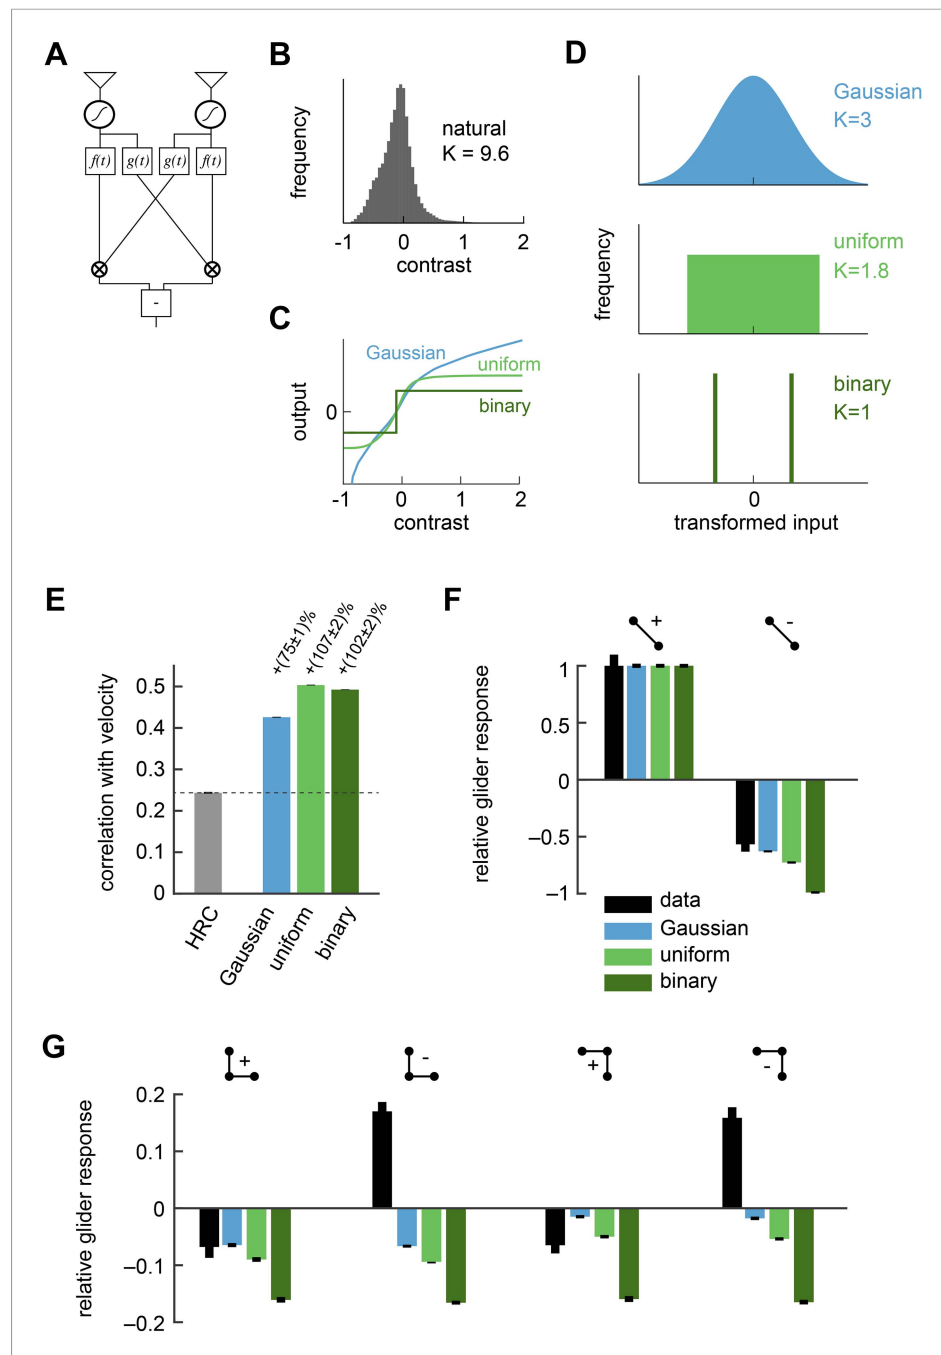 A
f(t) g(t) g(t) f(t)
-
B
frequency
natural
K = 9.6
-1 0 1 2
contrast
C
output
Gaussian
uniform
binary
0
-1 0 1 2
contrast
D
Gaussian
K=3
frequency
uniform
K=1.8
binary
K=1
0
transformed input
E
correlation with velocity
+(75±1)%
+(107±2)%
+(102±2)%
0.5
0.4
0.3
0.2
0.1
0
HRC
Gaussian
uniform
binary
F
relative glider response
+ -
1
0.5
0
−0.5
−1
data
Gaussian
uniform
binary
G
relative glider response
+ - + -
0.2
0.1
0
−0.1
−0.2